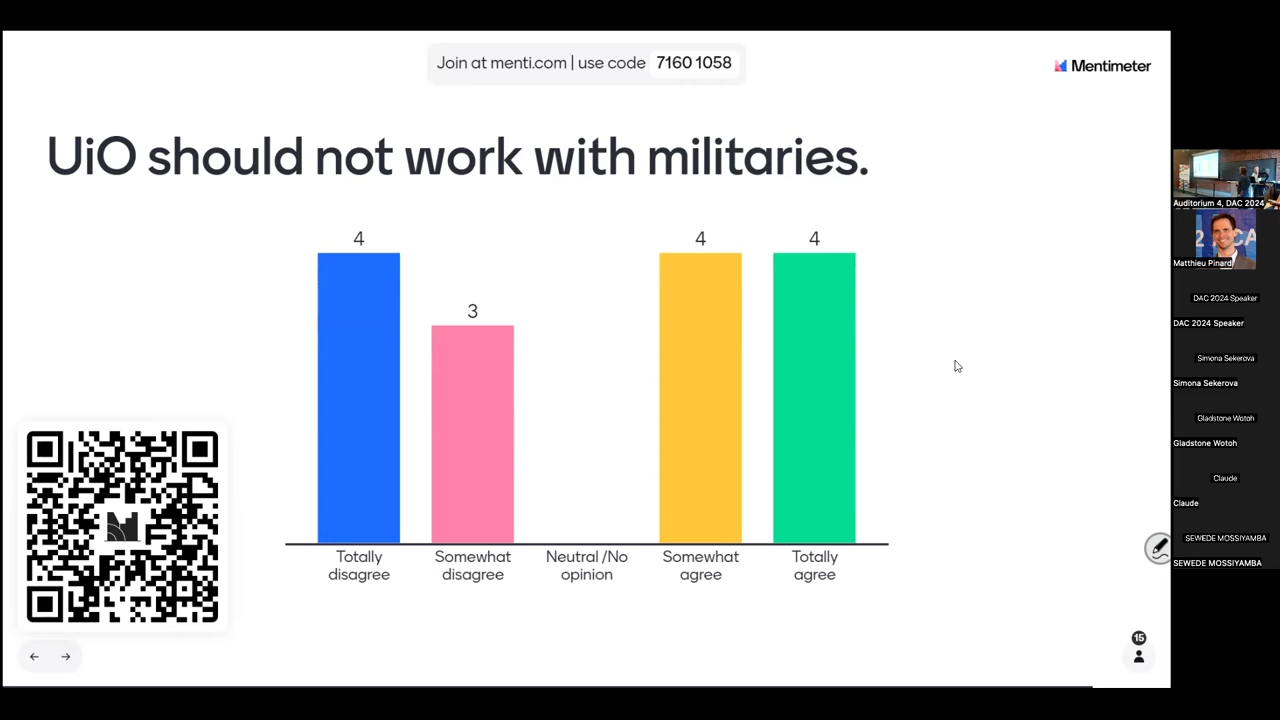 Join at menti.com | use code 7160 1058
Mentimeter
UiO should not work with militaries.
4
3
4
4
Totally disagree
Somewhat disagree
Neutral /No opinion
Somewhat agree
Totally agree
15
Auditorium 4, DAC 2024
Matthieu Pinard
DAC 2024 Speaker
DAC 2024 Speaker
Simona Sekerova
Simona Sekerova
Gladstone Wotoh
Gladstone Wotoh
Claude
Claude
SEWEDE MOSSIYAMBA
SEWEDE MOSSIYAMBA